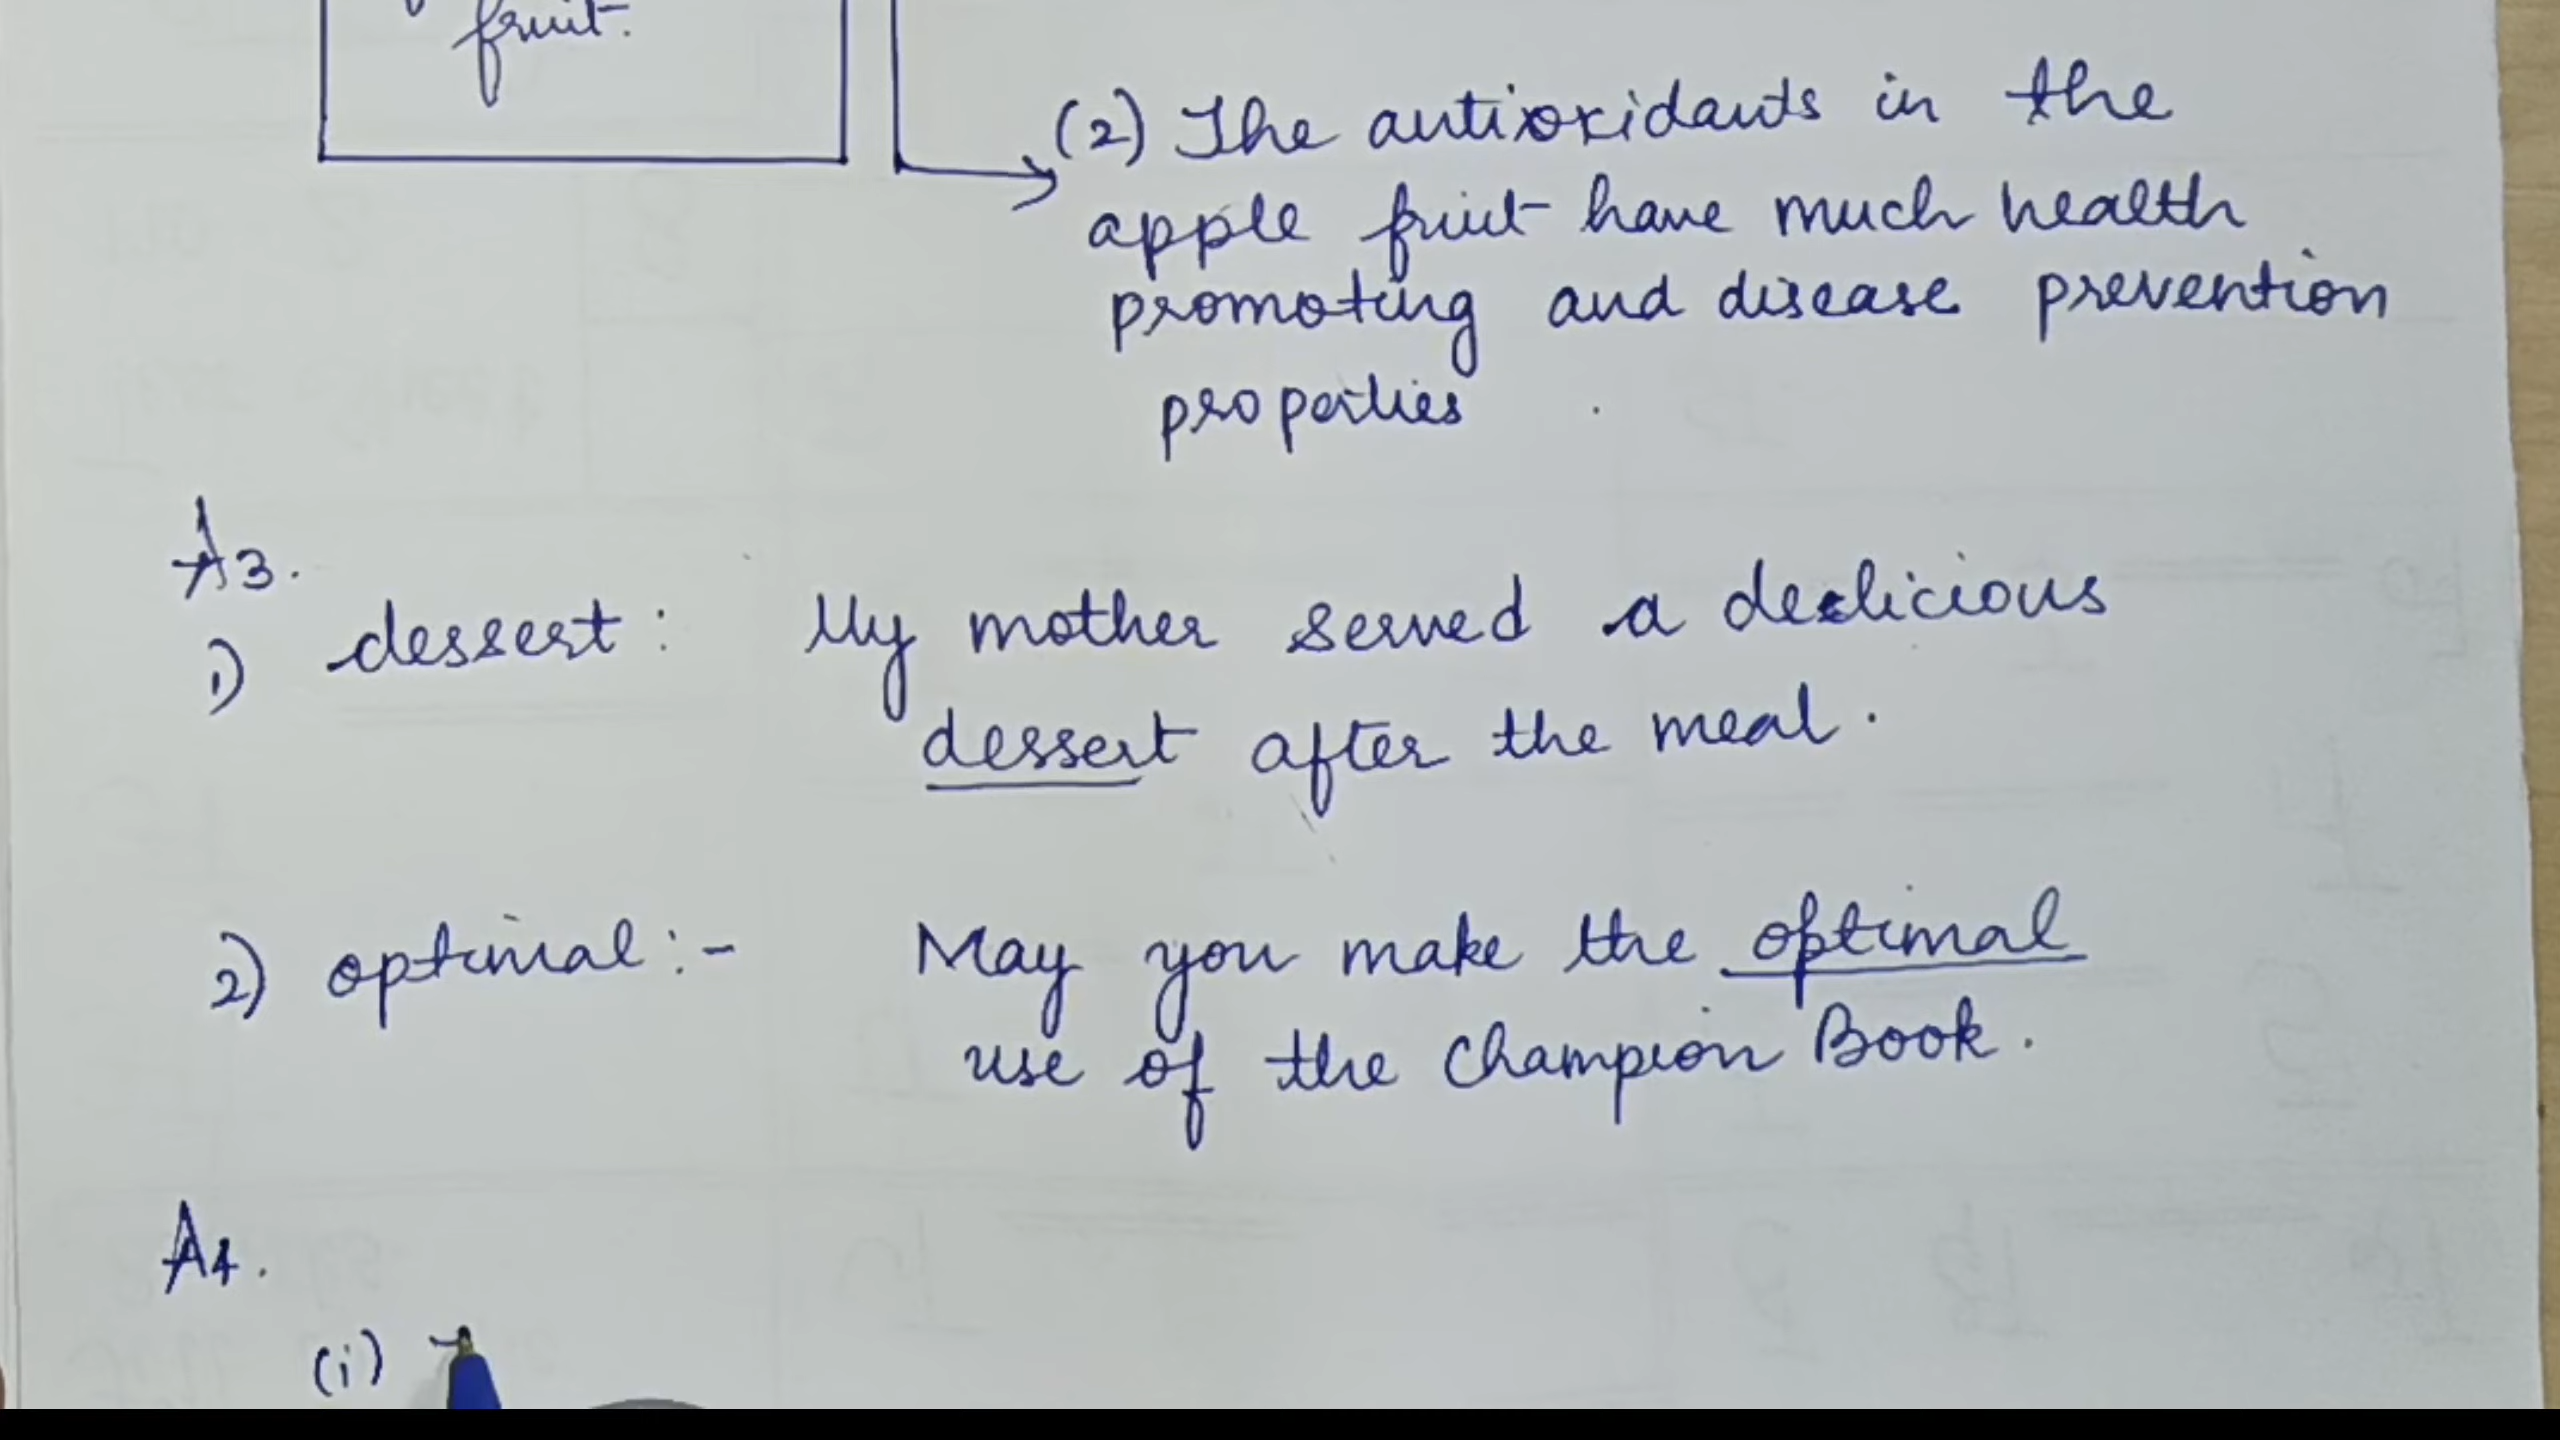 fruit.
(2) The antioxidants in the
apple fruit have much health
promoting and disease prevention
properties
A3.
1) dessert: My mother served a delicious
dessert after the meal.
2) optimal:- May you make the optimal
use of the Champion Book.
A4.
(i)